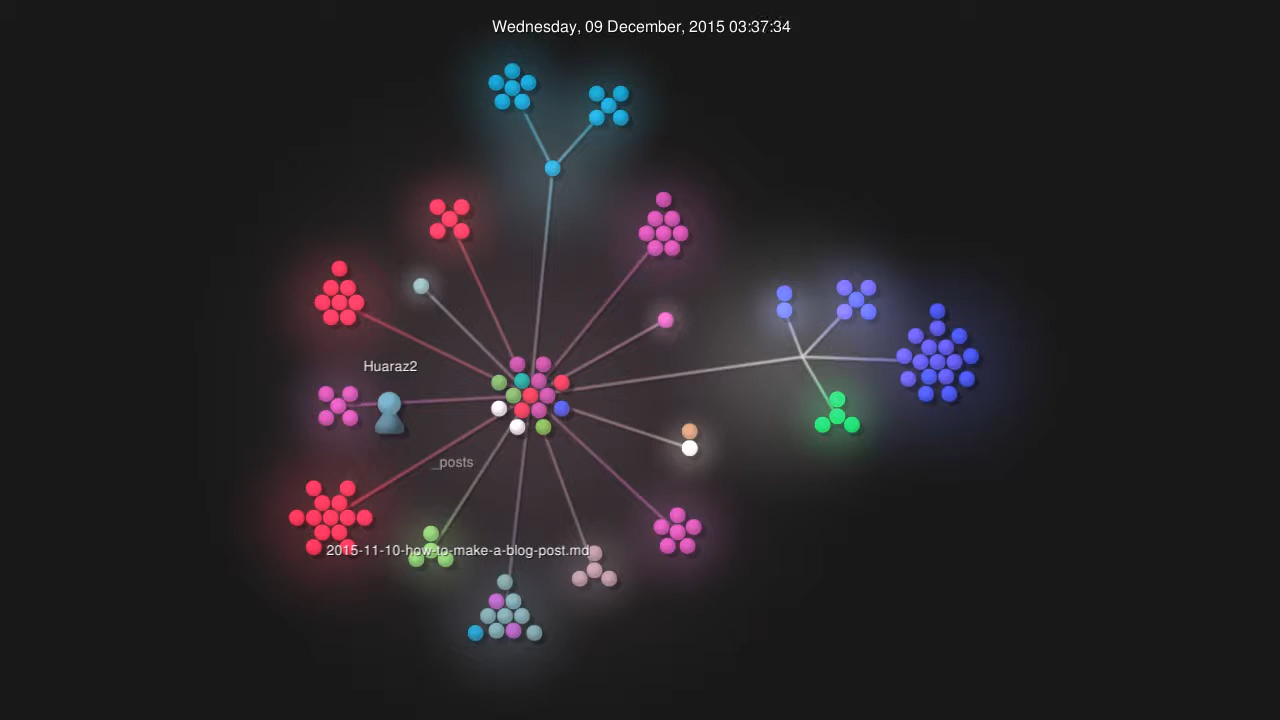 Wednesday, 09 December, 2015 03:37:34
Huaraz2
_posts
2015-11-10-how-to-make-a-blog-post.md